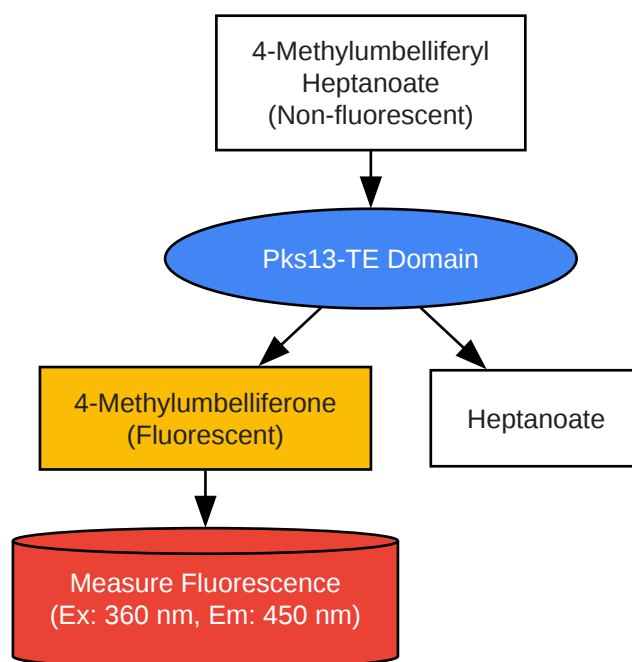 4-Methylumbelliferyl
Heptanoate
(Non-fluorescent)
Pks13-TE Domain
4-Methylumbelliferone
(Fluorescent)
Heptanoate
Measure Fluorescence
(Ex: 360 nm, Em: 450 nm)